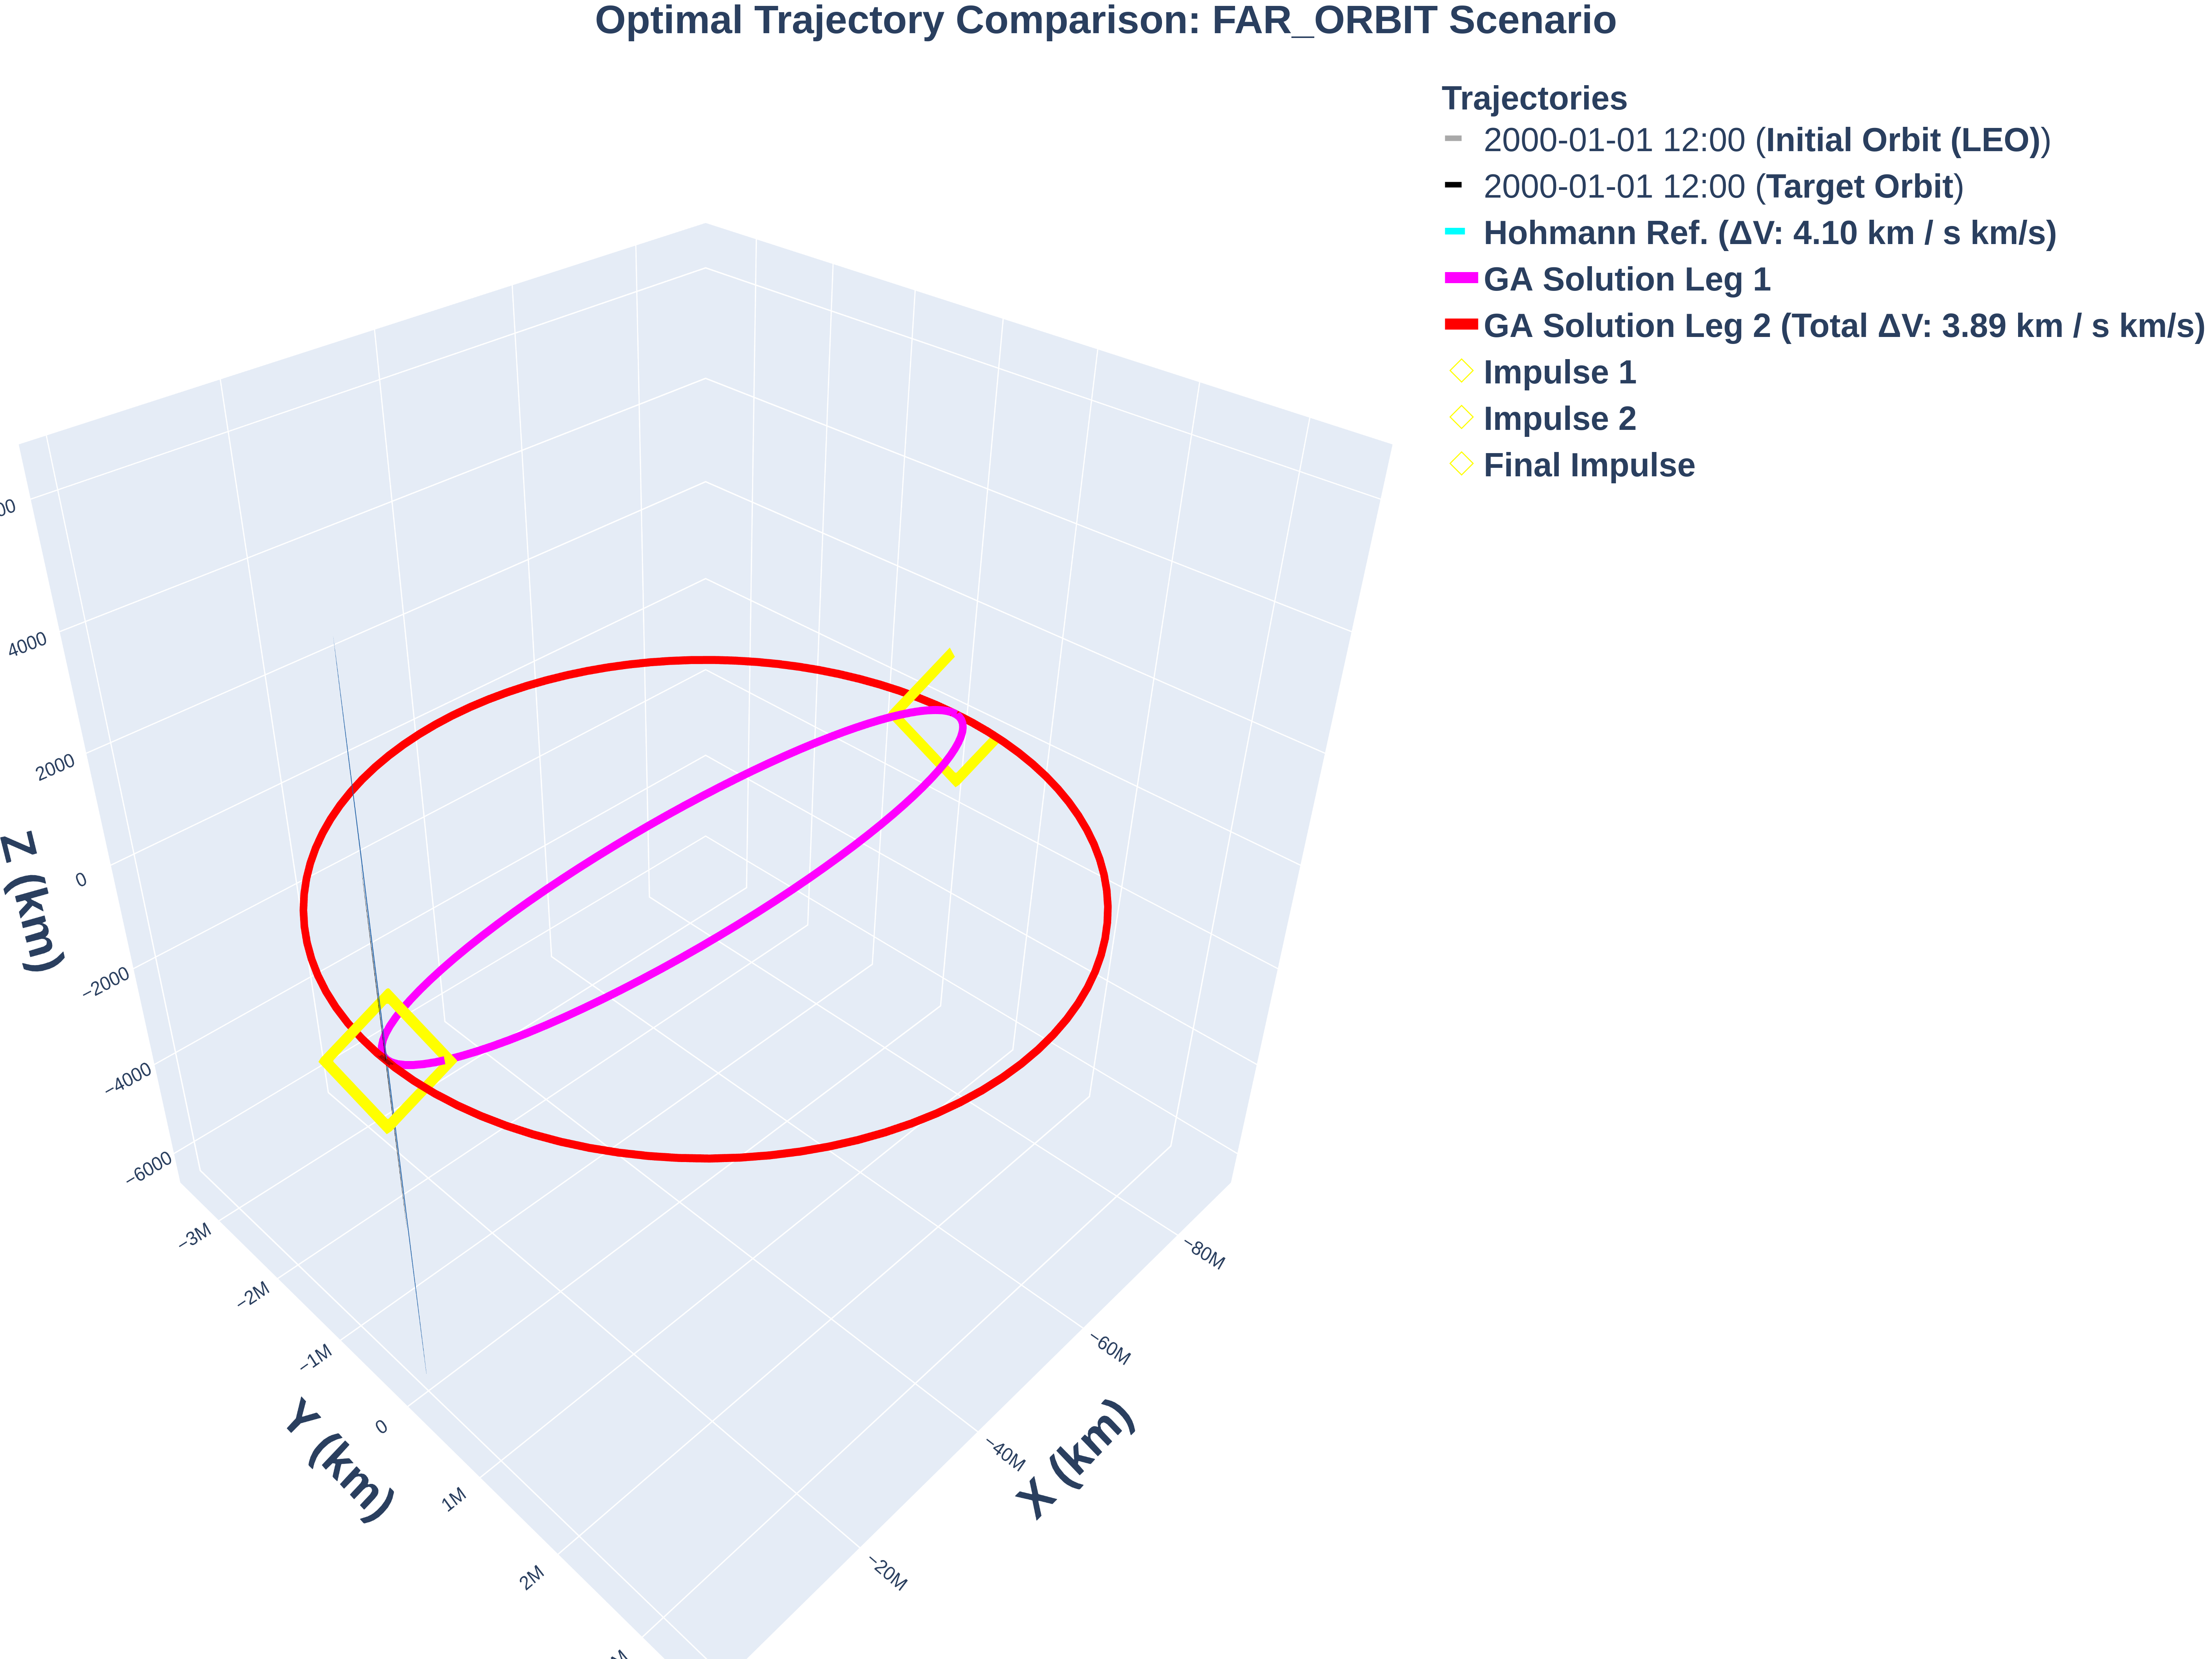 Optimal Trajectory Comparison: FAR_ORBIT Scenario
Trajectories
2000-01-01 12:00 (Initial Orbit (LEO))
2000-01-01 12:00 (Target Orbit)
Hohmann Ref. (ΔV: 4.10 km / s km/s)
GA Solution Leg 1
GA Solution Leg 2 (Total ΔV: 3.89 km / s km/s)
Impulse 1
Impulse 2
Final Impulse
4000
2000
0
−2000
−4000
−6000
Z (km)
−3M
−2M
−1M
0
1M
2M
Y (km)
−80M
−60M
−40M
−20M
X (km)